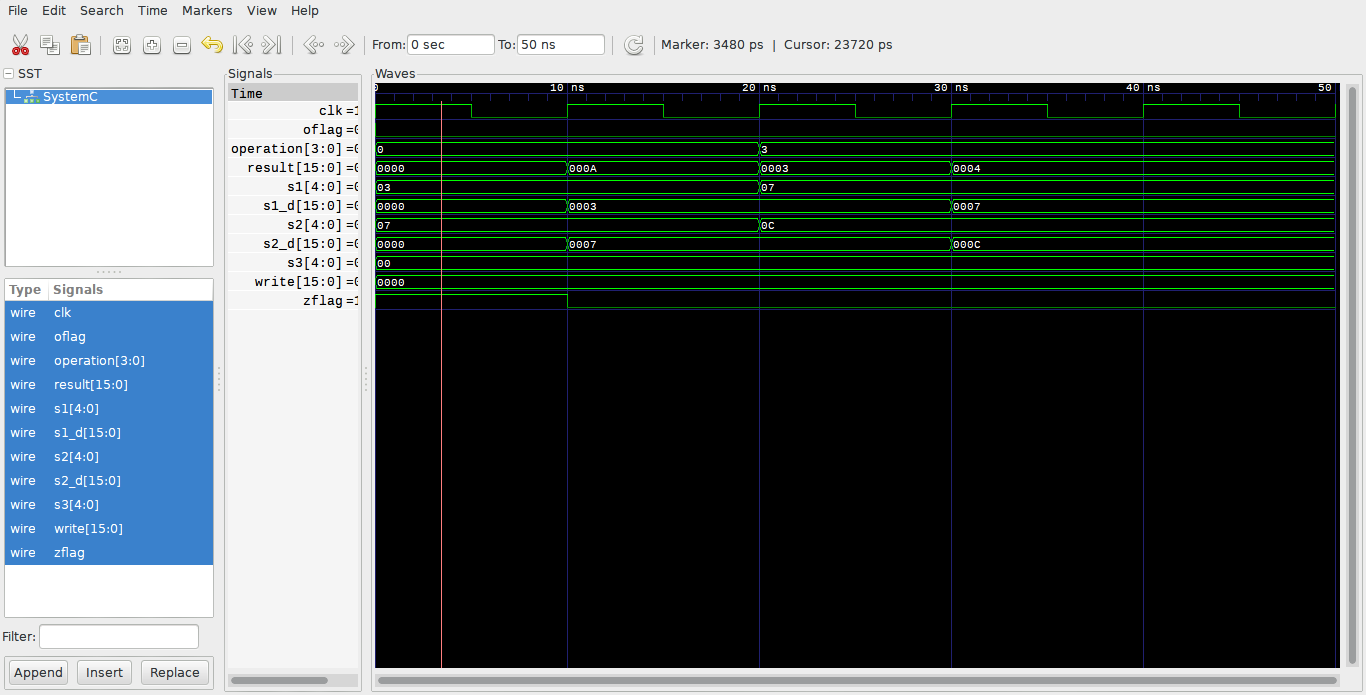 File Edit Search Time Markers View Help
From: 0 sec To: 50 ns Marker: 3480 ps | Cursor: 23720 ps
SST
SystemC
Type Signals
wire clk
wire oflag
wire operation[3:0]
wire result[15:0]
wire s1[4:0]
wire s1_d[15:0]
wire s2[4:0]
wire s2_d[15:0]
wire s3[4:0]
wire write[15:0]
wire zflag
Filter:
Append Insert Replace
Signals
Time
clk =1
oflag =0
operation[3:0] =0
result[15:0] =0
s1[4:0] =0
s1_d[15:0] =0
s2[4:0] =0
s2_d[15:0] =0
s3[4:0] =0
write[15:0] =0
zflag =1
Waves
0 10 ns 20 ns 30 ns 40 ns 50
0 3
0000 000A 0003 0004
03 07
0000 0003 0007
07 0C
0000 0007 000C
00
0000